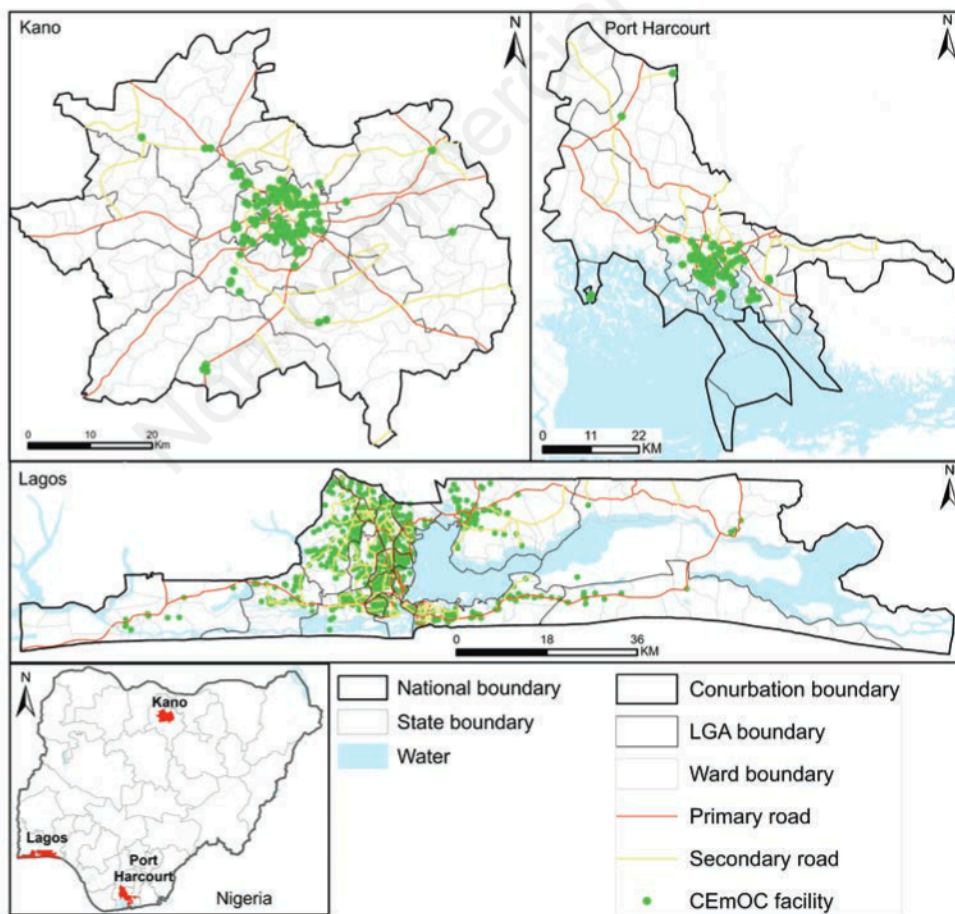 Kano
N
0 10 20
Km
Port Harcourt
N
0 11 22
KM
Lagos
N
0 18 36
KM
N
Kano
Lagos
Port
Harcourt
Nigeria
National boundary
State boundary
Water
Conurbation boundary
LGA boundary
Ward boundary
Primary road
Secondary road
CEmOC facility